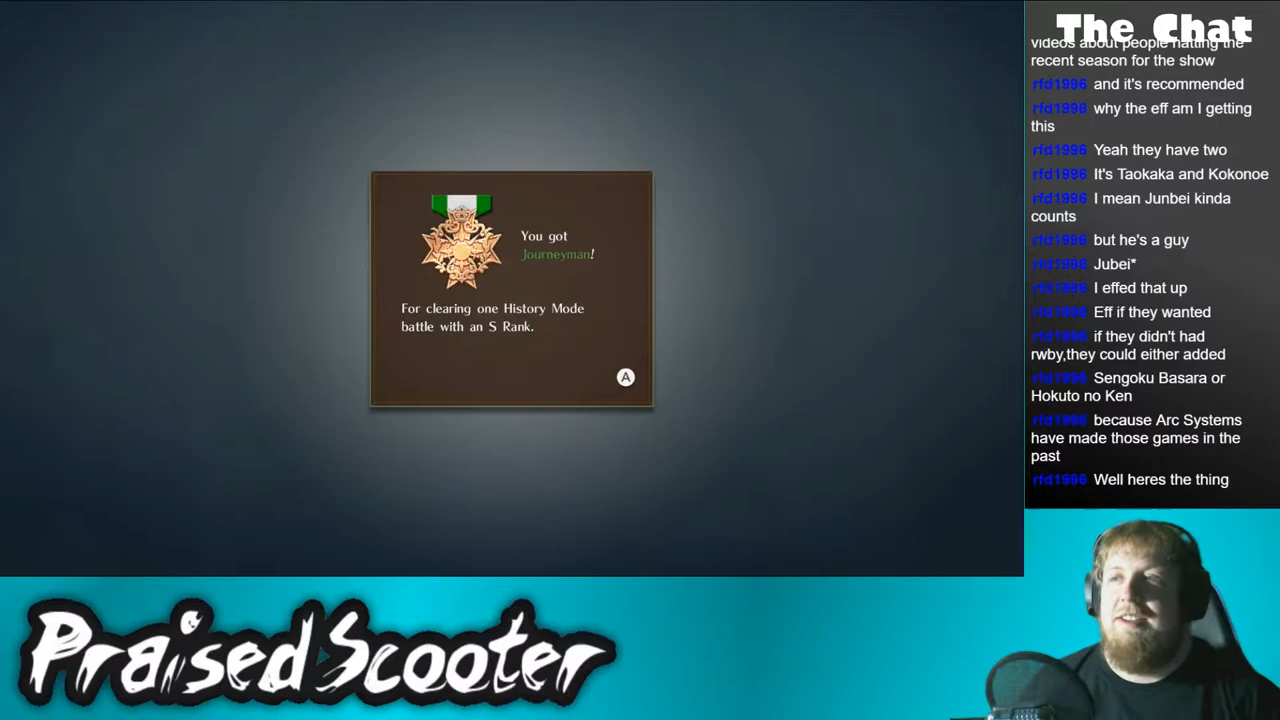 The Chat
videos about people hatting the
recent season for the show
rfd1996 and it's recommended
rfd1996 why the eff am I getting
this
rfd1996 Yeah they have two
rfd1996 It's Taokaka and Kokonoe
rfd1996 I mean Junbei kinda
counts
rfd1996 but he's a guy
rfd1996 Jubei*
rfd1996 I effed that up
rfd1996 Eff if they wanted
rfd1996 if they didn't had
rwby,they could either added
rfd1996 Sengoku Basara or
Hokuto no Ken
rfd1996 because Arc Systems
have made those games in the
past
rfd1996 Well heres the thing
You got
Journeyman!
For clearing one History Mode
battle with an S Rank.
A
PraisedScooter